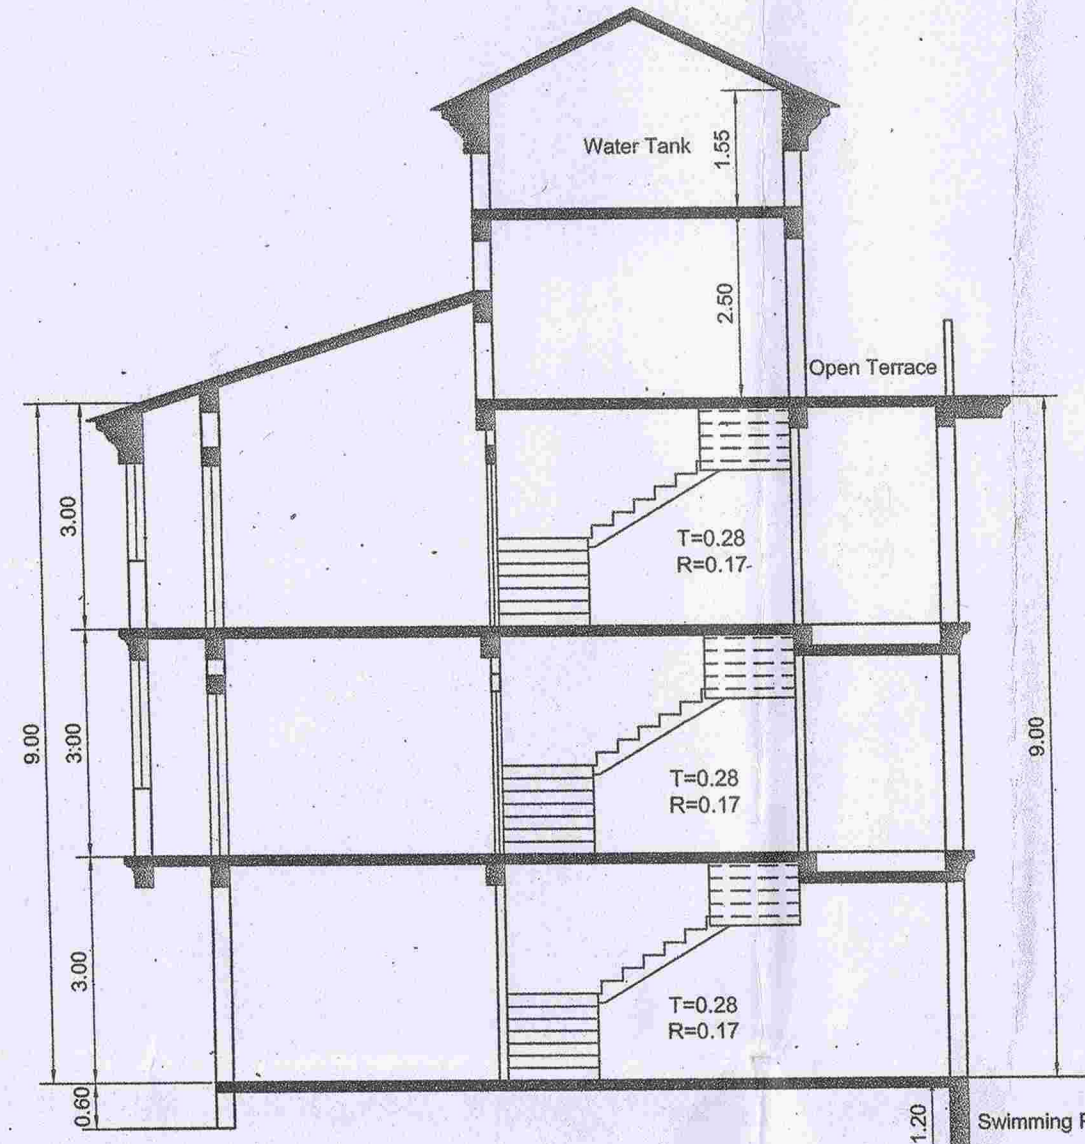 Water Tank
1.55
2.50
Open Terrace
9.00
3.00
T=0.28
R=0.17
9.00
3:00
T=0.28
R=0.17
3.00
T=0.28
R=0.17
0.60
1.20
Swimming